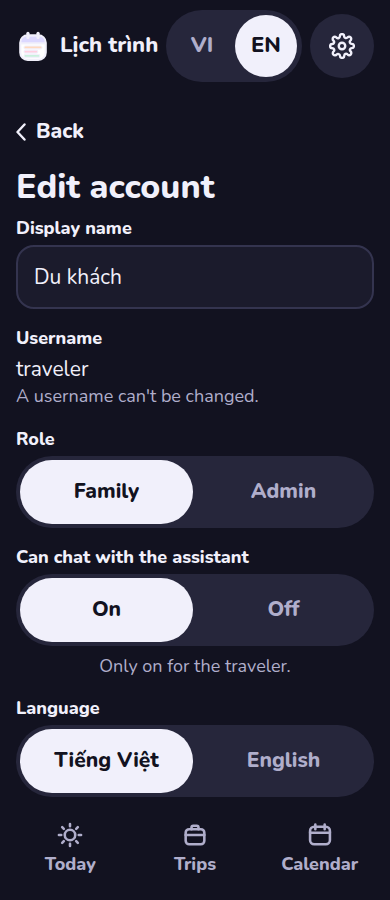 Lịch trình
VI
EN
Back
Edit account
Display name
Du khách
Username
traveler
A username can't be changed.
Role
Family
Admin
Can chat with the assistant
On
Off
Only on for the traveler.
Language
Tiếng Việt
English
Today
Trips
Calendar